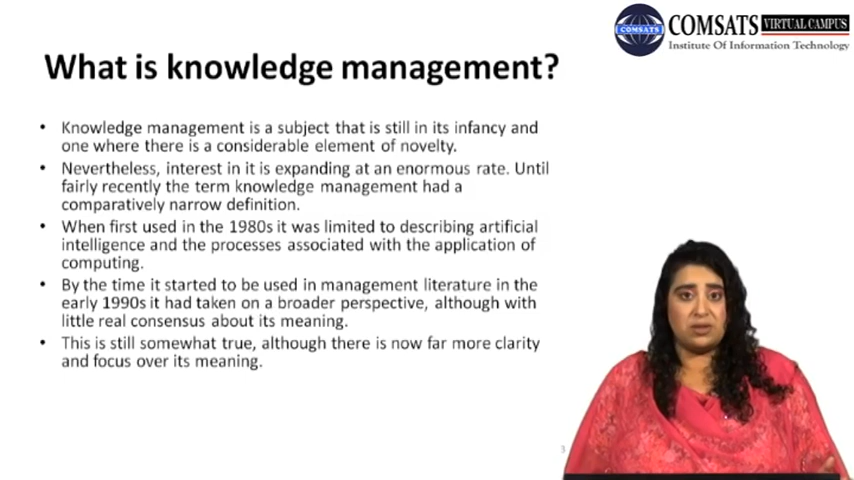 COMSATS
COMSATS VIRTUAL CAMPUS
Institute Of Information Technology
What is knowledge management?
• Knowledge management is a subject that is still in its infancy and
one where there is a considerable element of novelty.
• Nevertheless, interest in it is expanding at an enormous rate. Until
fairly recently the term knowledge management had a
comparatively narrow definition.
• When first used in the 1980s it was limited to describing artificial
intelligence and the processes associated with the application of
computing.
• By the time it started to be used in management literature in the
early 1990s it had taken on a broader perspective, although with
little real consensus about its meaning.
• This is still somewhat true, although there is now far more clarity
and focus over its meaning.
3